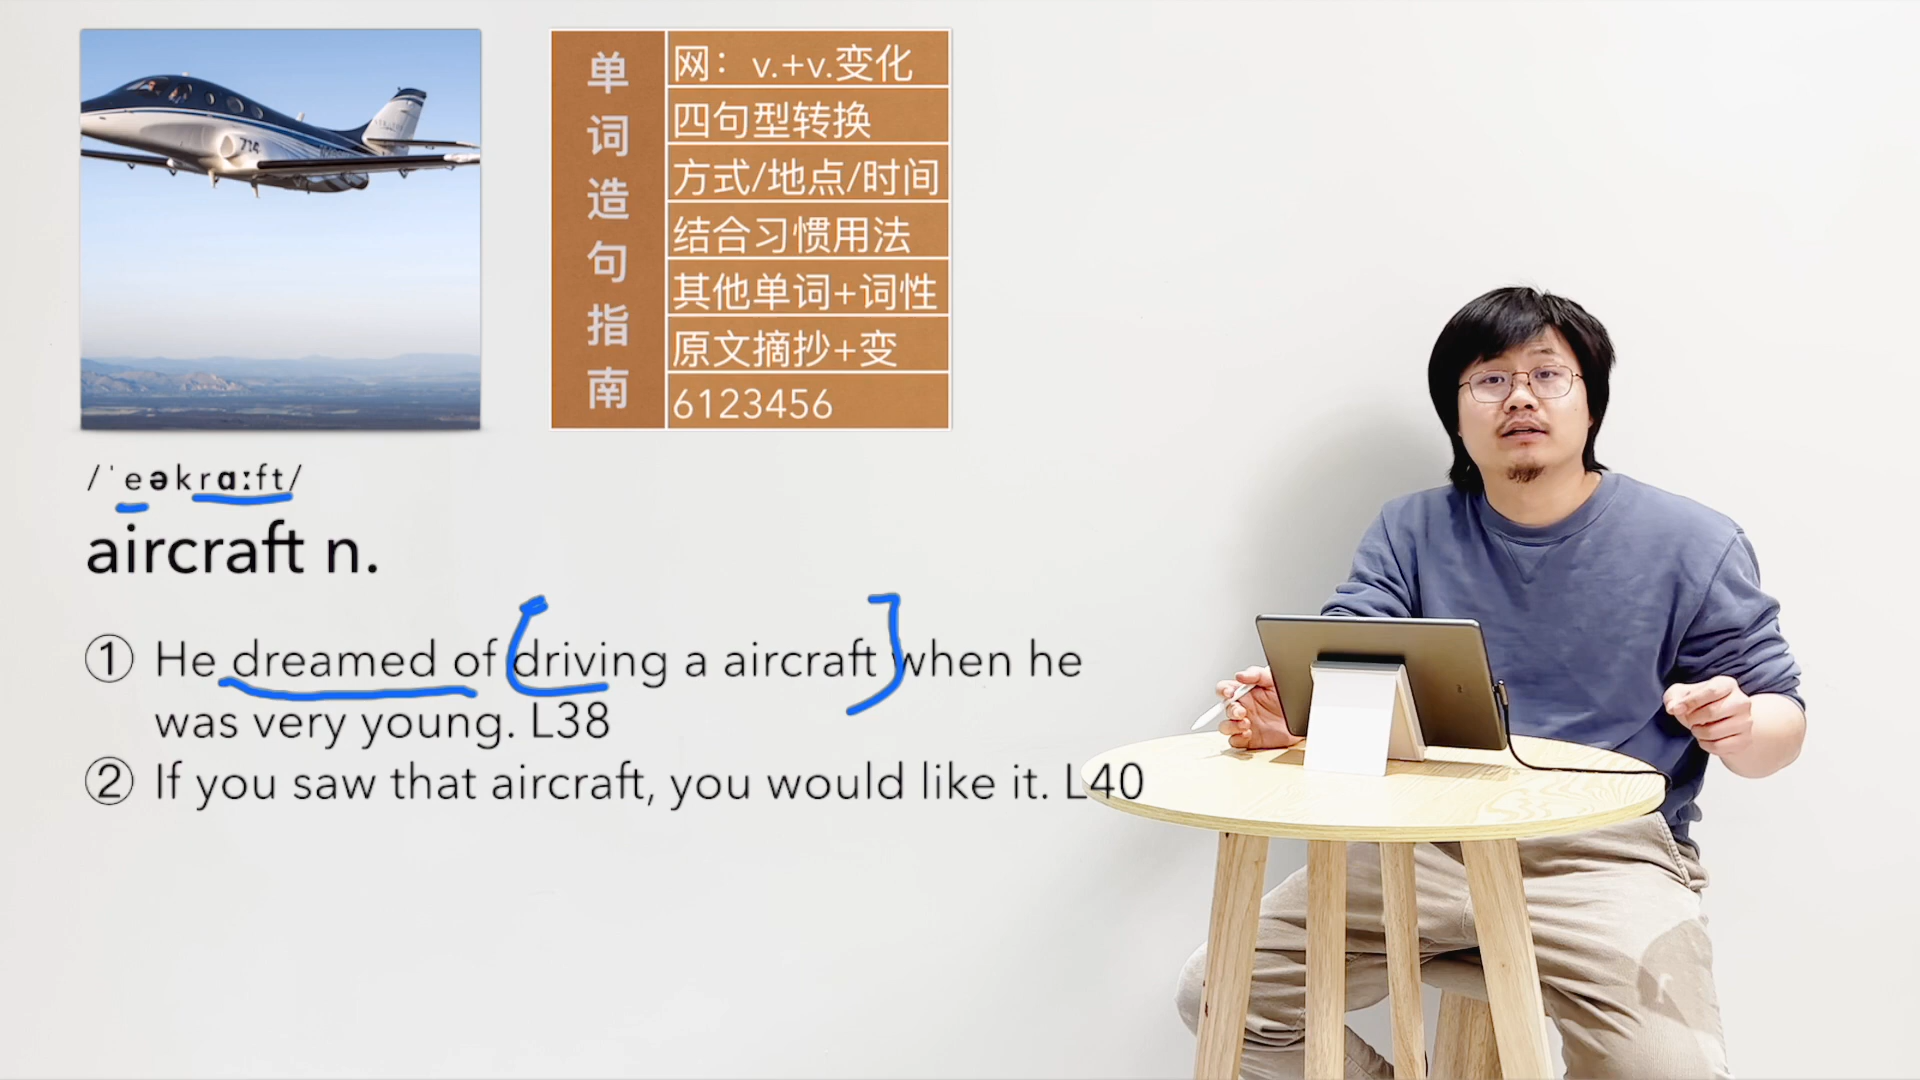 单词造句指南
网：v.+v.变化
四句型转换
方式/地点/时间
结合习惯用法
其他单词+词性
原文摘抄+变
6123456
/ˈeəkrɑːft/
aircraft n.
① He dreamed of driving a aircraft when he
was very young. L38
② If you saw that aircraft, you would like it. L40